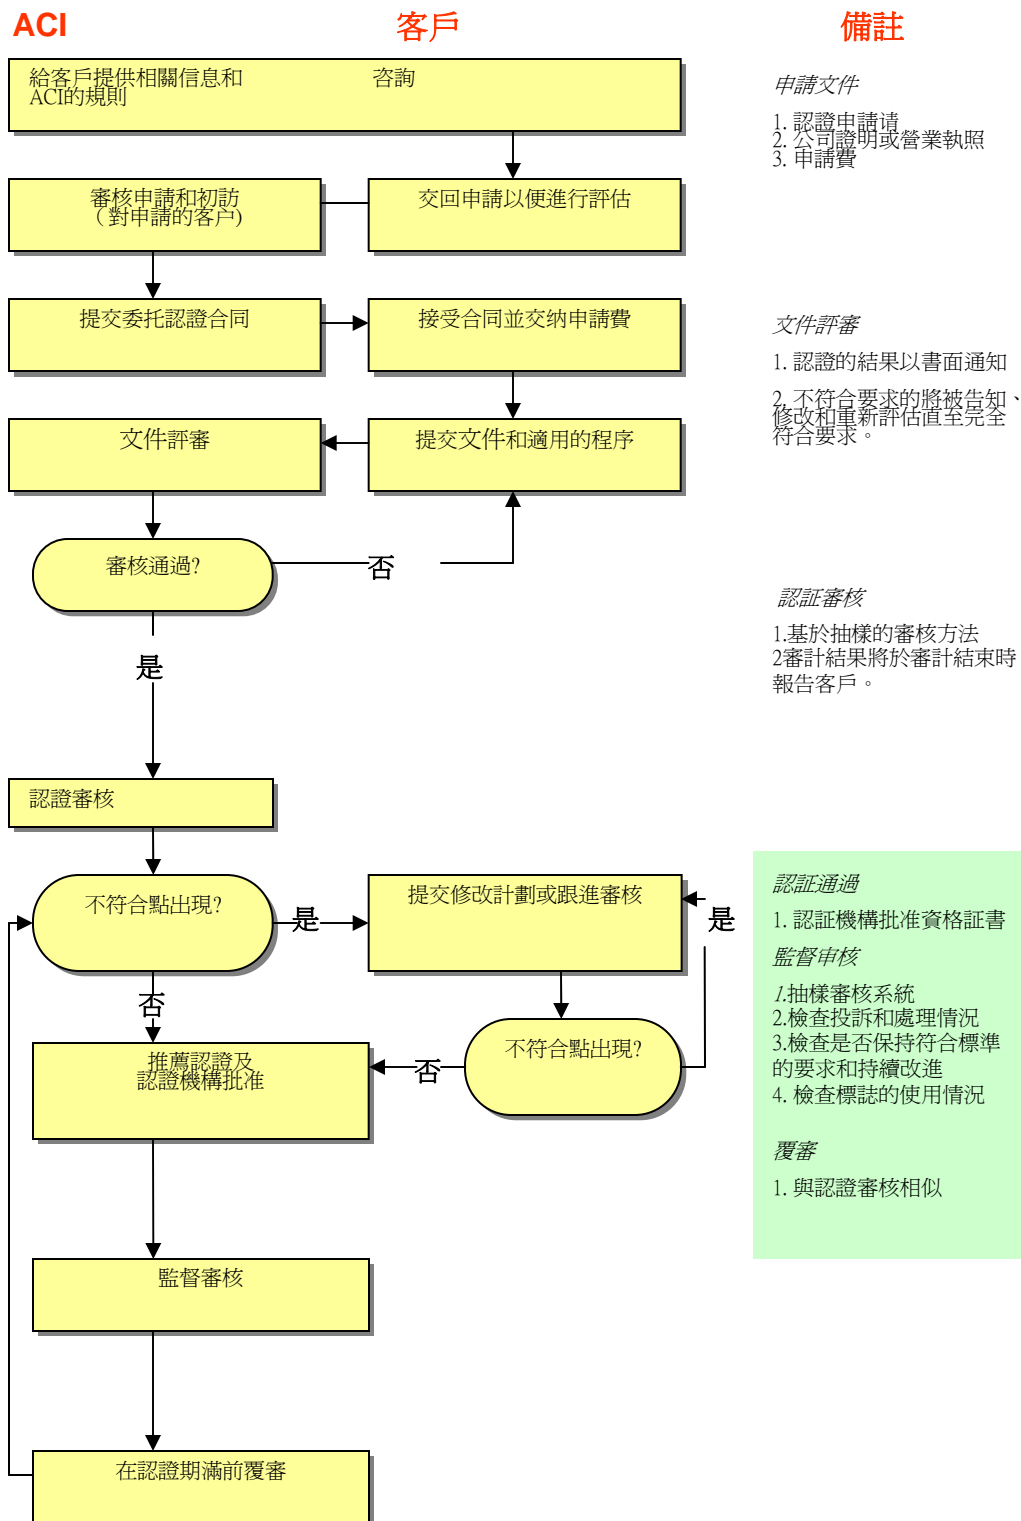 ACI
客戶
備註
給客戶提供相關信息和
ACI的規則
咨詢
申請文件
1. 認證申請请
2. 公司證明或營業執照
3. 申請費
審核申請和初訪
（ 對申請的客户)
交回申請以便進行評估
提交委托認證合同
接受合同並交纳申請費
文件評審
1. 認證的結果以書面通知
2. 不符合要求的將被告知、
修改和重新評估直至完全
符合要求。
文件評審
提交文件和適用的程序
審核通過?
否
是
認証審核
1.基於抽樣的審核方法
2審計結果將於審計結束時
報告客戶。
認證審核
不符合點出現?
是
提交修改計劃或跟進審核
是
否
不符合點出現?
否
推薦認證及
認證機構批准
認証通過
1. 認証機構批准資格証書
監督审核
1.抽樣審核系統
2.檢查投訴和處理情況
3.檢查是否保持符合標準
的要求和持續改進
4. 檢查標誌的使用情況
覆審
1. 與認證審核相似
監督審核
在認證期滿前覆審